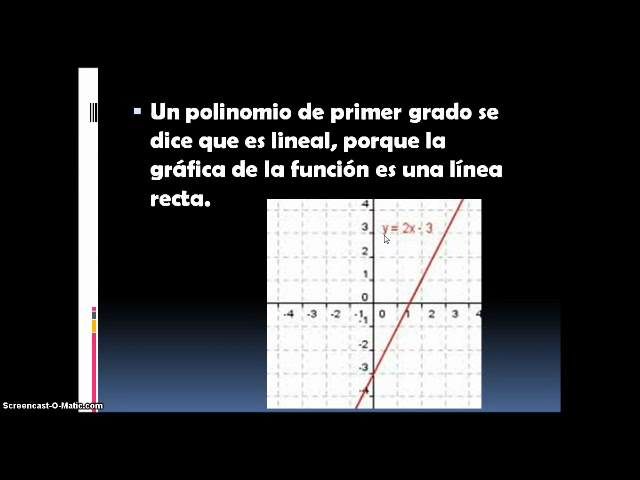 Un polinomio de primer grado se
dice que es lineal, porque la
gráfica de la función es una línea
recta.
4
3
y = 2x - 3
2
1
0
-4 -3 -2 -1 0 1 2 3 4
-1
-2
-3
-4
Screencast-O-Matic.com